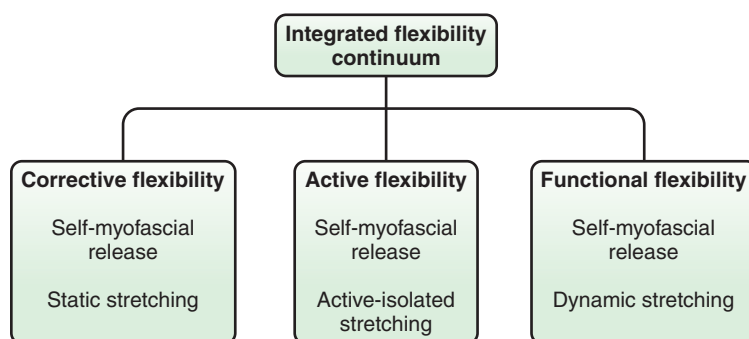 Integrated flexibility
continuum
Corrective flexibility
Self-myofascial
release
Static stretching
Active flexibility
Self-myofascial
release
Active-isolated
stretching
Functional flexibility
Self-myofascial
release
Dynamic stretching